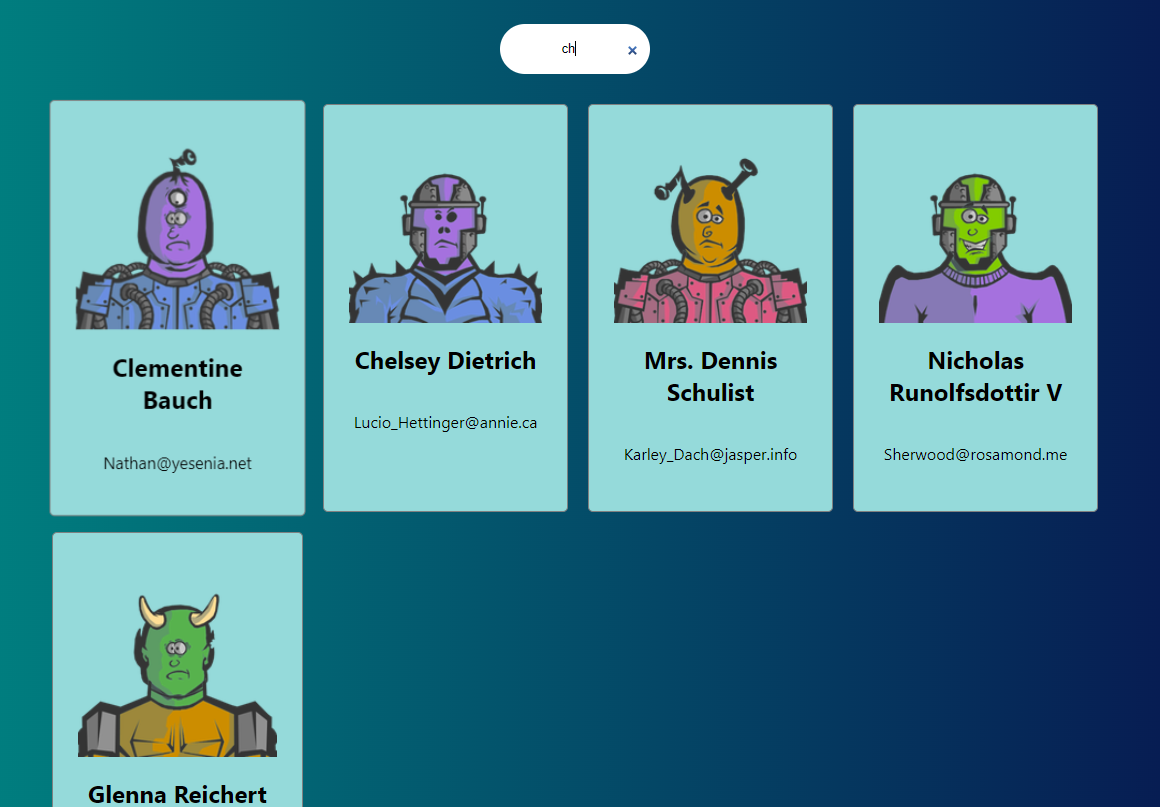 ch
Clementine
Bauch
Nathan@yesenia.net
Chelsey Dietrich
Lucio_Hettinger@annie.ca
Mrs. Dennis
Schulist
Karley_Dach@jasper.info
Nicholas
Runolfsdottir V
Sherwood@rosamond.me
Glenna Reichert